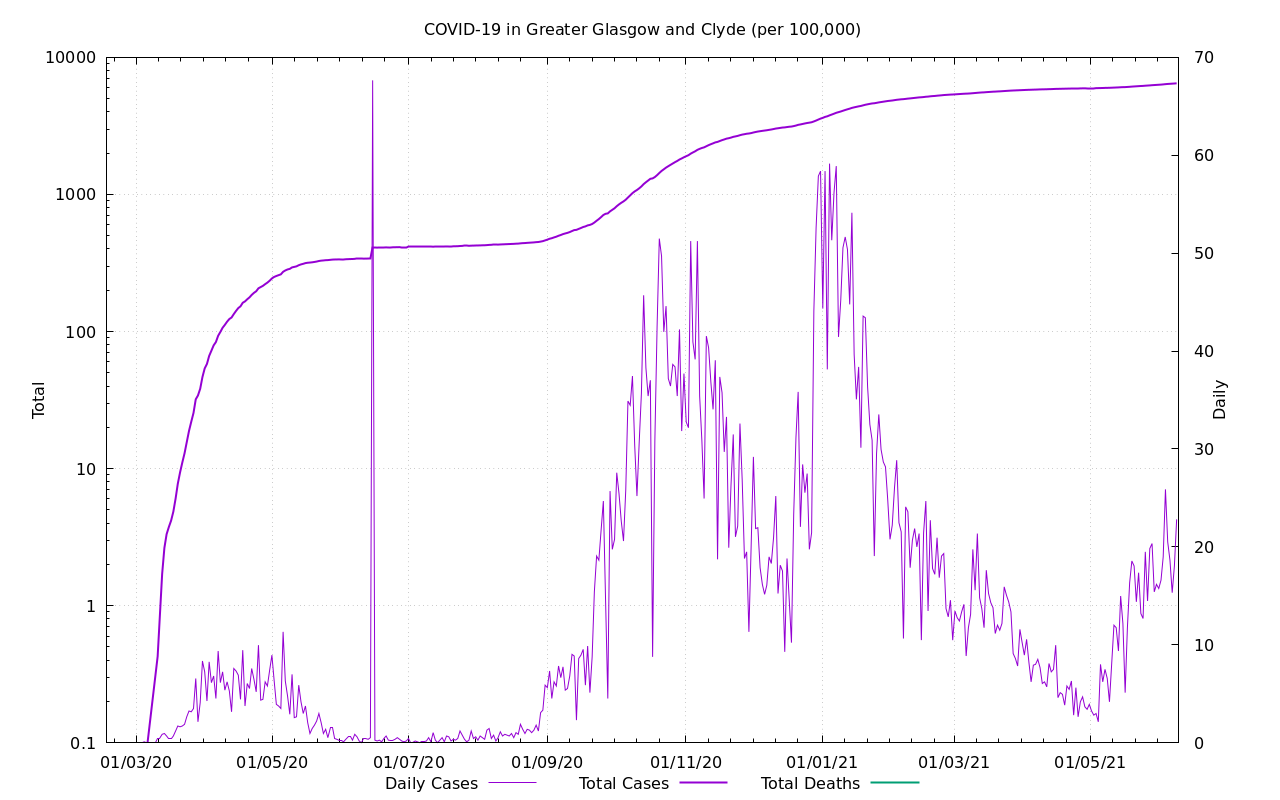 COVID-19 in Greater Glasgow and Clyde (per 100,000)
10000
1000
100
10
1
0.1
Total
70
60
50
40
30
20
10
0
Daily
01/03/20 01/05/20 01/07/20 01/09/20 01/11/20 01/01/21 01/03/21 01/05/21
Daily Cases Total Cases Total Deaths